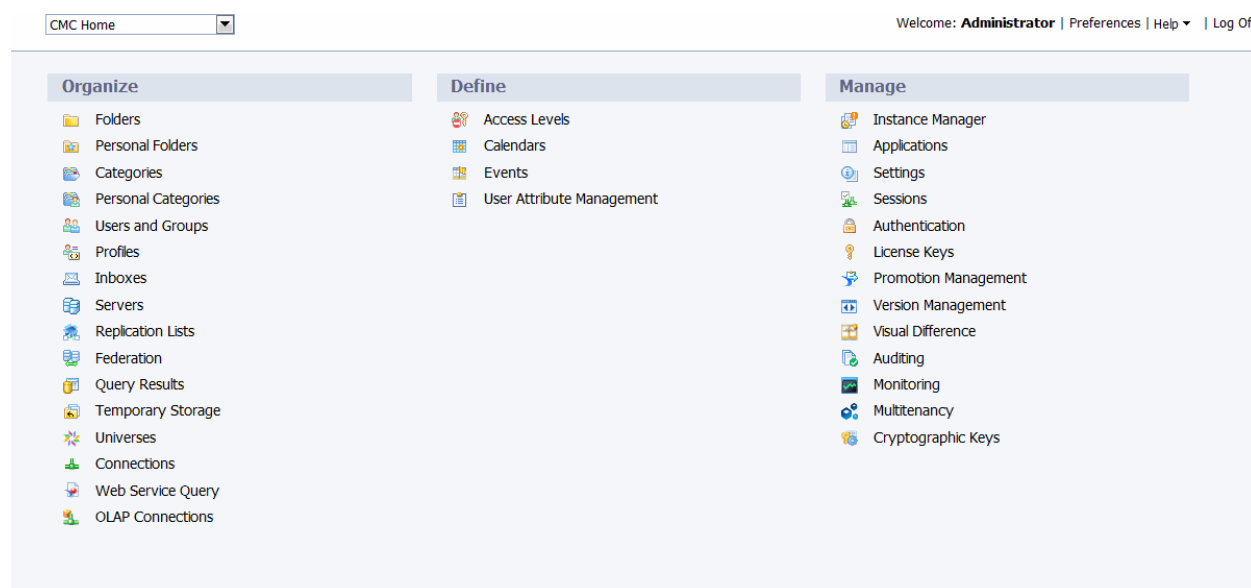 CMC Home
Welcome: Administrator | Preferences | Help | Log Of
Organize
Folders
Personal Folders
Categories
Personal Categories
Users and Groups
Profiles
Inboxes
Servers
Replication Lists
Federation
Query Results
Temporary Storage
Universes
Connections
Web Service Query
OLAP Connections
Define
Access Levels
Calendars
Events
User Attribute Management
Manage
Instance Manager
Applications
Settings
Sessions
Authentication
License Keys
Promotion Management
Version Management
Visual Difference
Auditing
Monitoring
Multitenancy
Cryptographic Keys